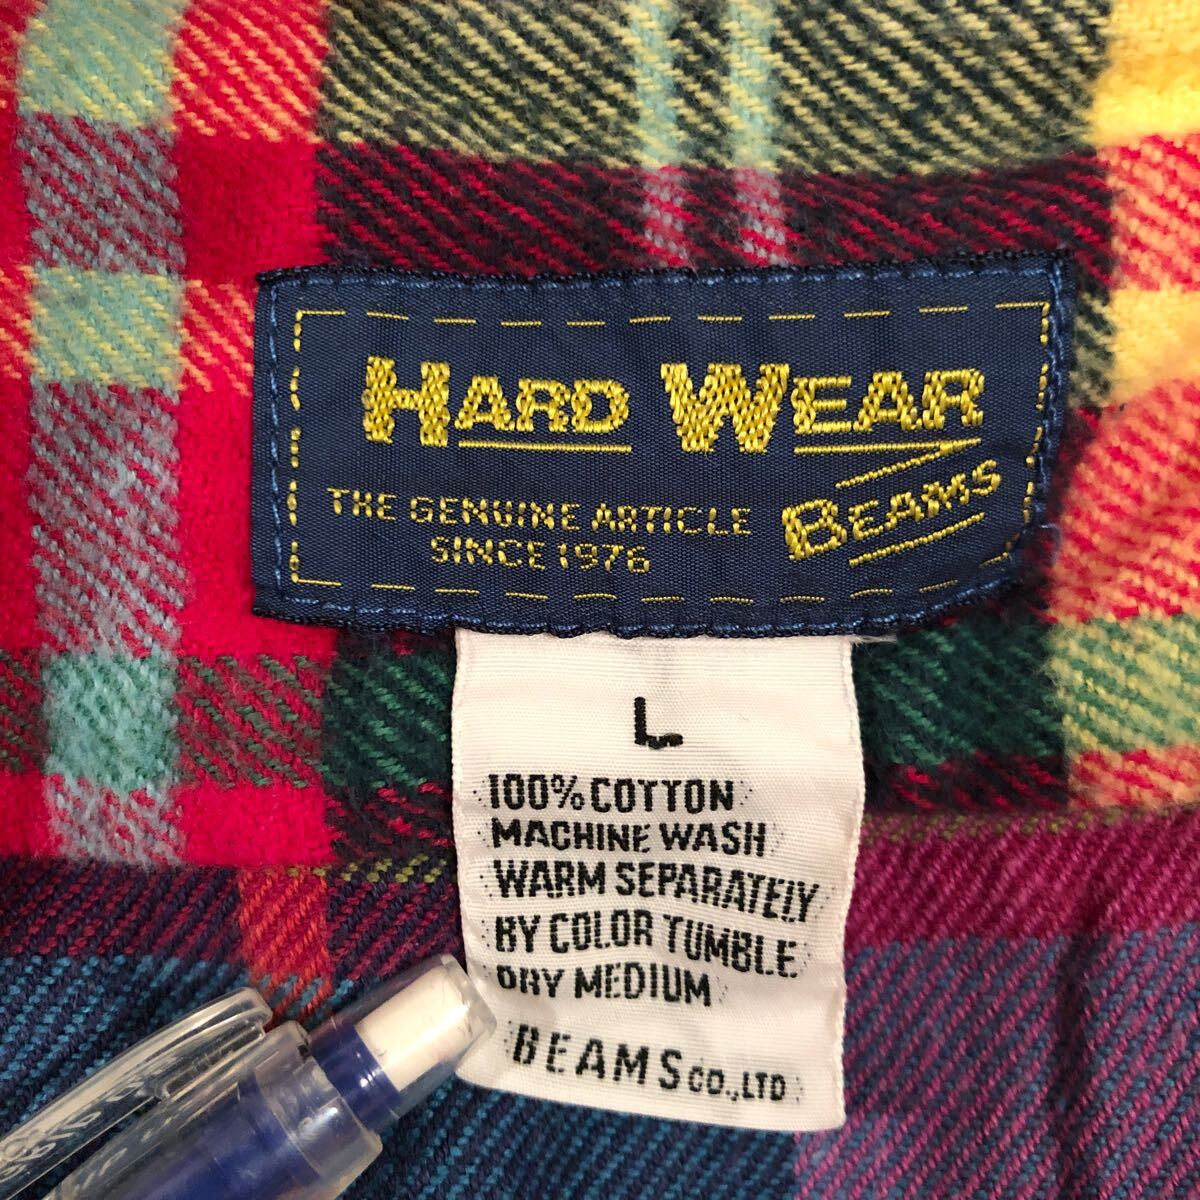 HARD WEAR
BEAMS
THE GENUINE ARTICLE
SINCE 1976
L
100% COTTON
MACHINE WASH
WARM SEPARATELY
BY COLOR TUMBLE
DRY MEDIUM
BEAMS CO.,LTD